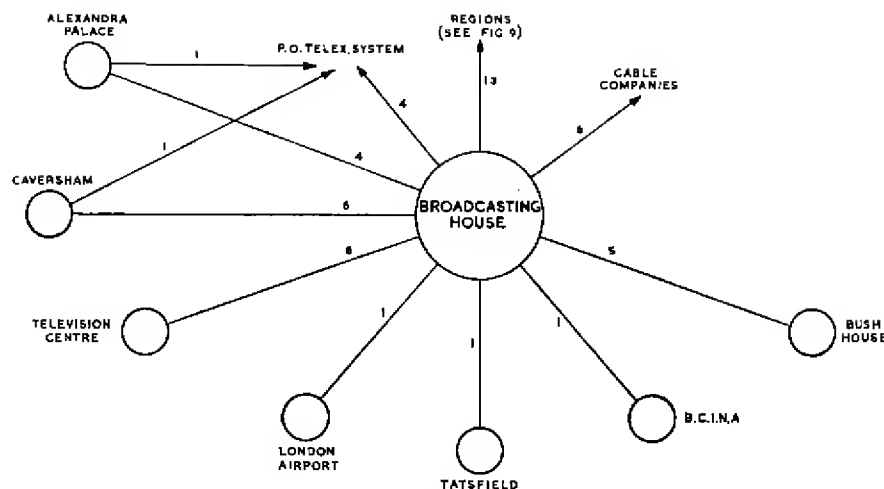 ALEXANDRA
PALACE
P.O. TELEX. SYSTEM
REGIONS
(SEE FIG 9)
CABLE
COMPANIES
1
4
13
6
1
4
CAVERSHAM
6
BROADCASTING
HOUSE
8
5
TELEVISION
CENTRE
1
1
1
BUSH
HOUSE
LONDON
AIRPORT
TATSFIELD
B.C.I.N.A